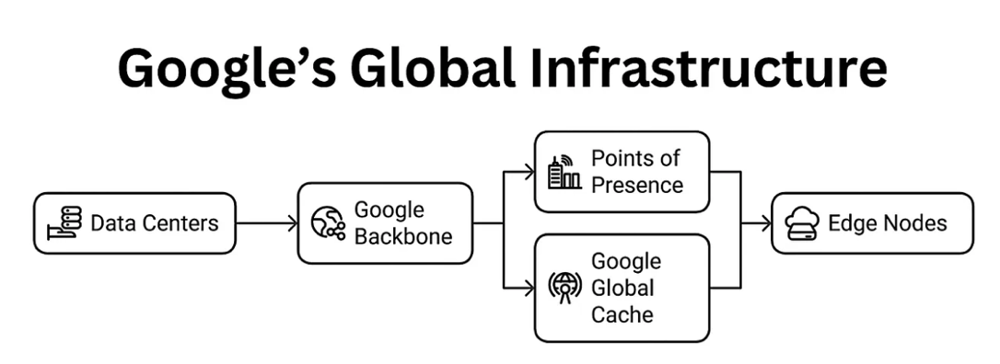 Google’s Global Infrastructure
Data Centers
Google
Backbone
Points of
Presence
Google
Global
Cache
Edge Nodes